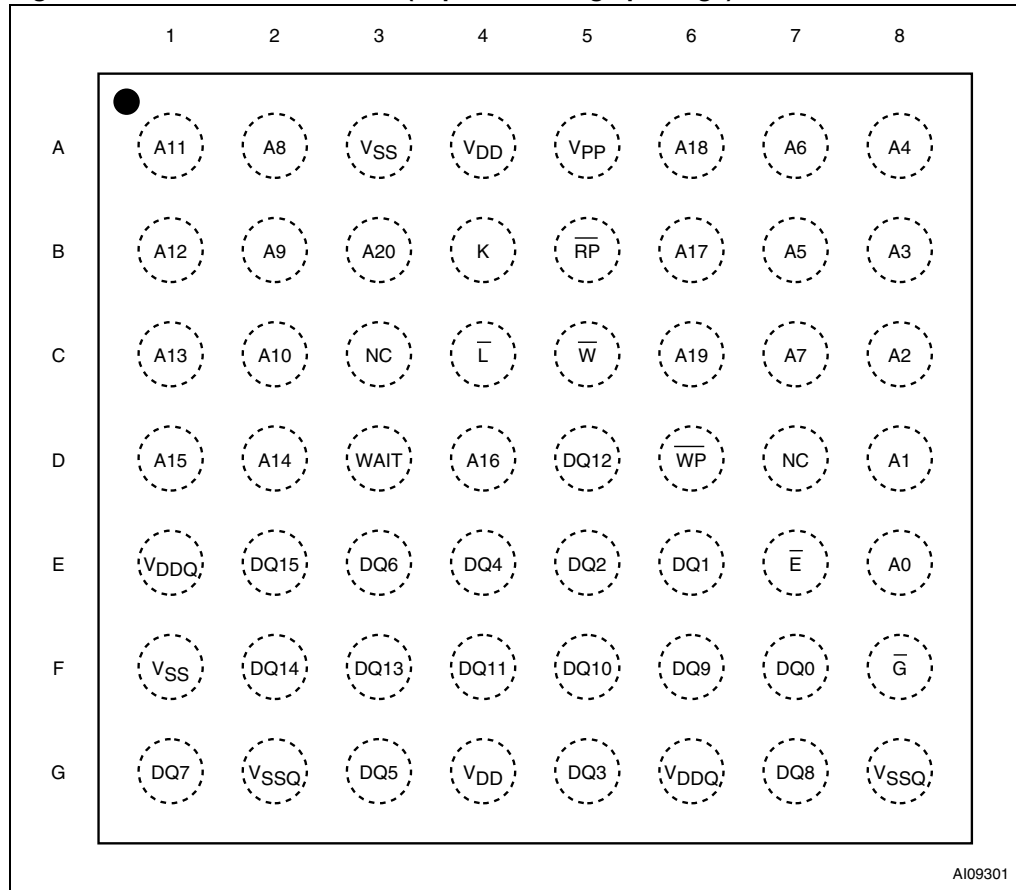 1 2 3 4 5 6 7 8
A A11 A8 VSS VDD VPP A18 A6 A4
B A12 A9 A20 K R̅P̅ A17 A5 A3
C A13 A10 NC L̅ W̅ A19 A7 A2
D A15 A14 WAIT A16 DQ12 W̅P̅ NC A1
E VDDQ DQ15 DQ6 DQ4 DQ2 DQ1 E̅ A0
F VSS DQ14 DQ13 DQ11 DQ10 DQ9 DQ0 G̅
G DQ7 VSSQ DQ5 VDD DQ3 VDDQ DQ8 VSSQ
AI09301